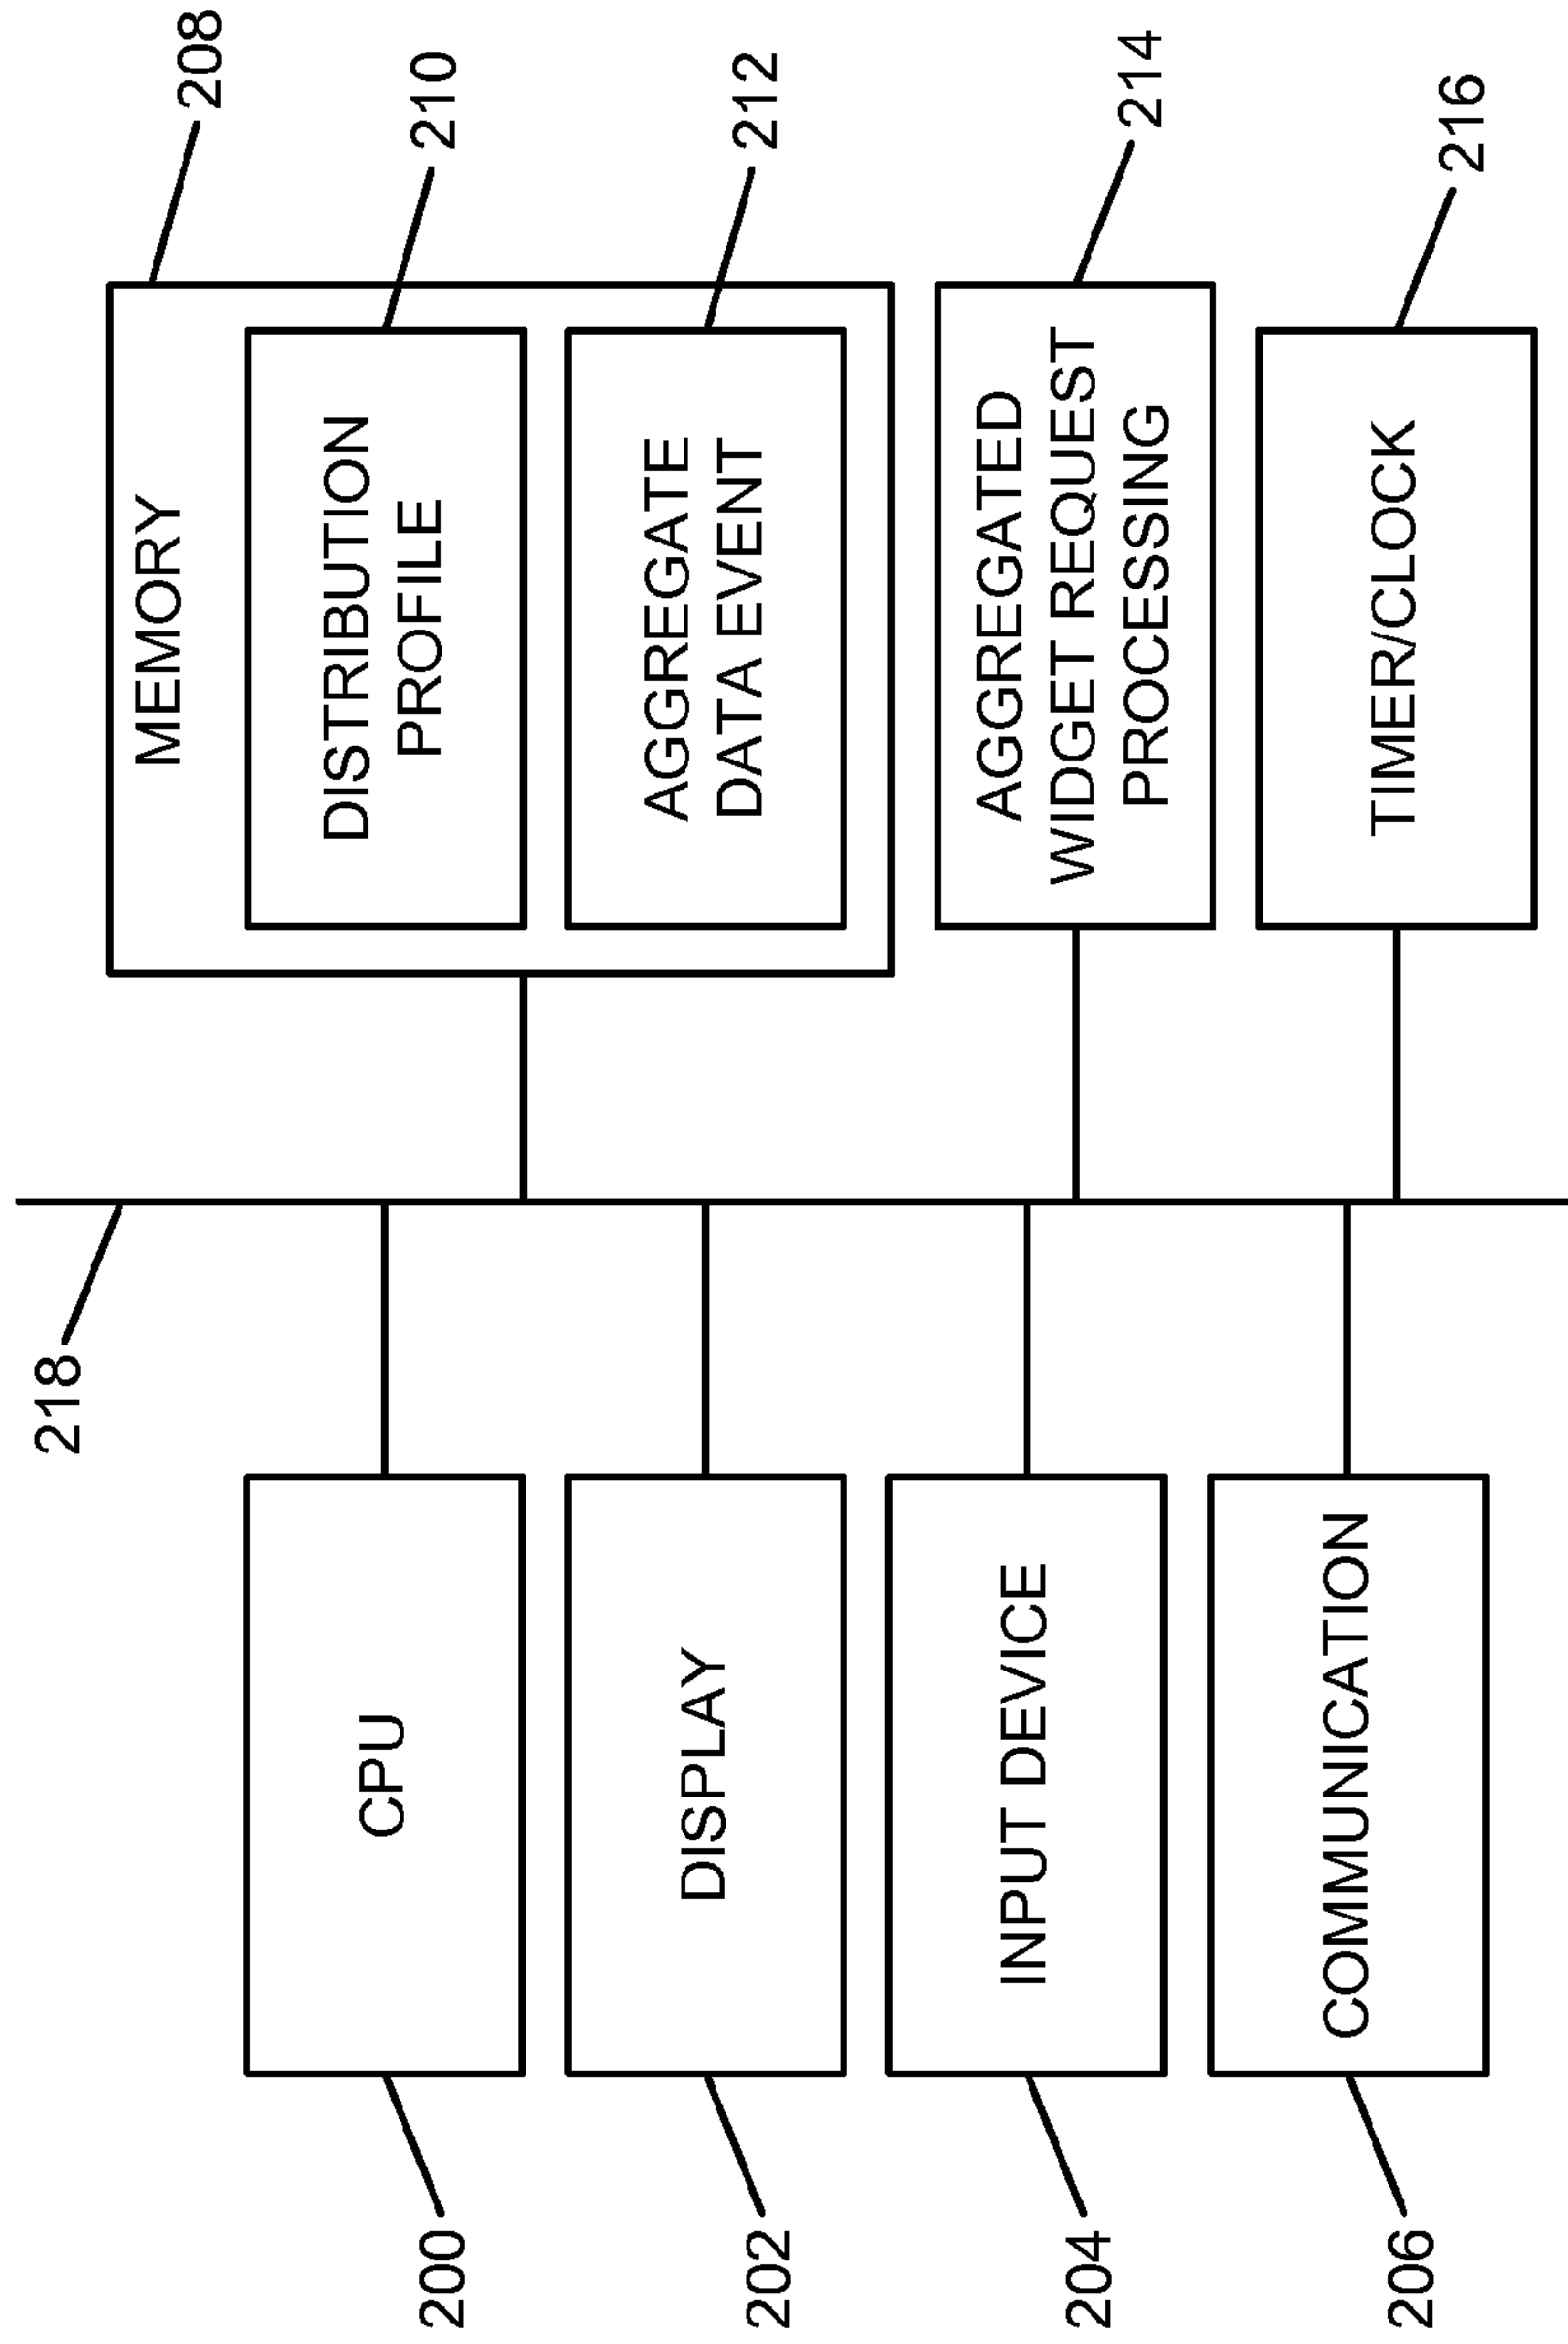 218
208
MEMORY
200
CPU
DISTRIBUTION
PROFILE
210
202
DISPLAY
AGGREGATE
DATA EVENT
212
204
INPUT DEVICE
AGGREGATED
WIDGET REQUEST
PROCESSING
214
206
COMMUNICATION
TIMER/CLOCK
216